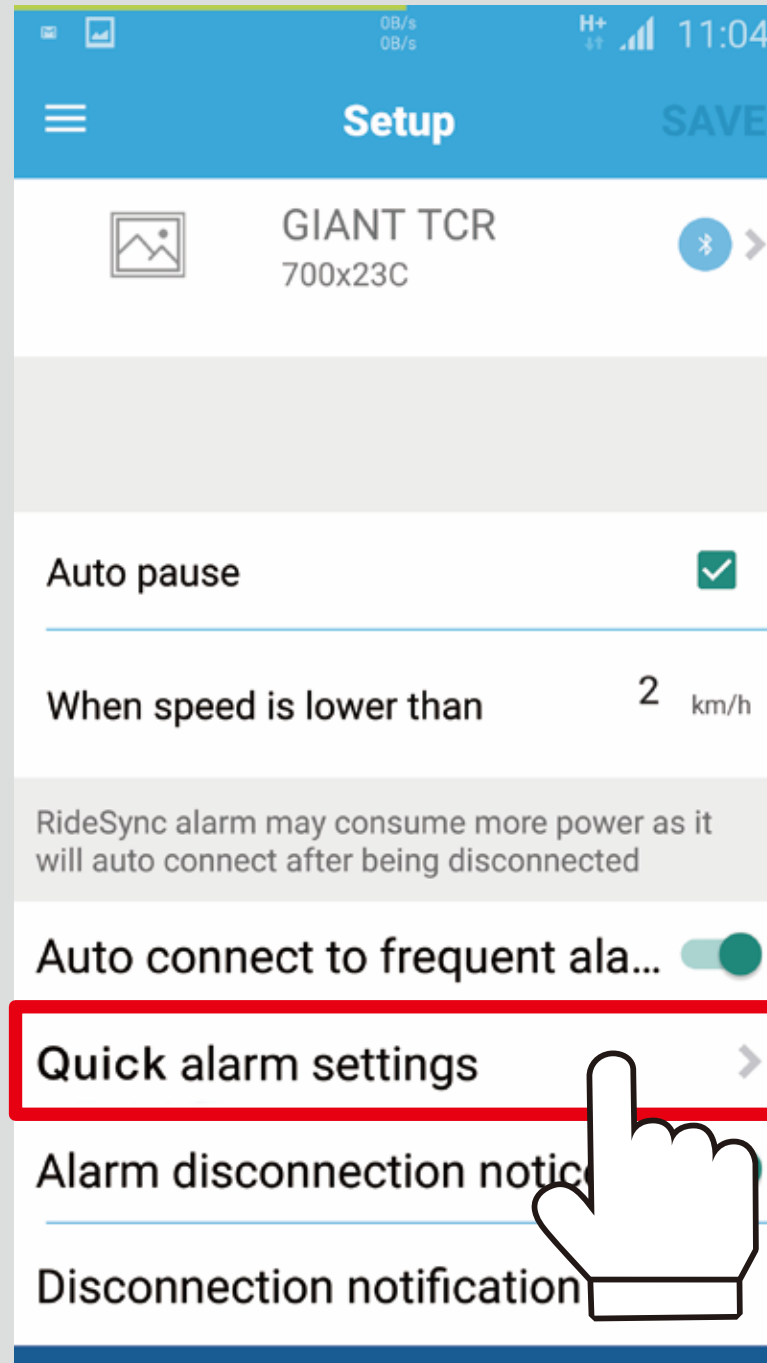 0B/s
0B/s
H+
11:04
Setup
SAVE
GIANT TCR
700x23C
Auto pause
When speed is lower than 2 km/h
RideSync alarm may consume more power as it
will auto connect after being disconnected
Auto connect to frequent ala...
Quick alarm settings
Alarm disconnection notice
Disconnection notification